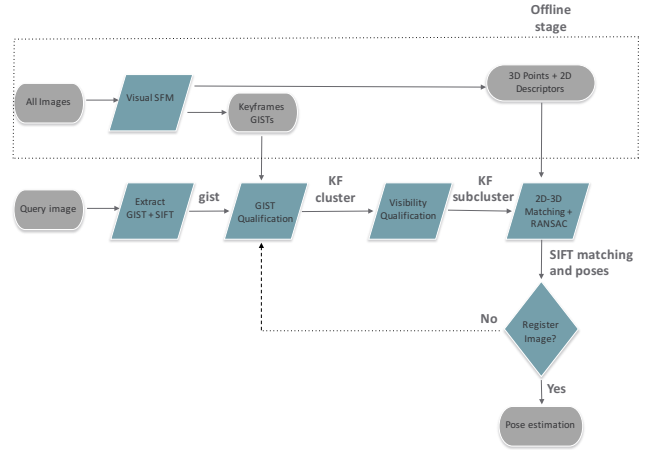 Offline
stage
All Images
Visual SFM
3D Points + 2D
Descriptors
Keyframes
GISTs
Query image
Extract
GIST + SIFT
gist
GIST
Qualification
KF
cluster
Visibility
Qualification
KF
subcluster
2D-3D
Matching +
RANSAC
SIFT matching
and poses
No
Register
Image?
Yes
Pose estimation